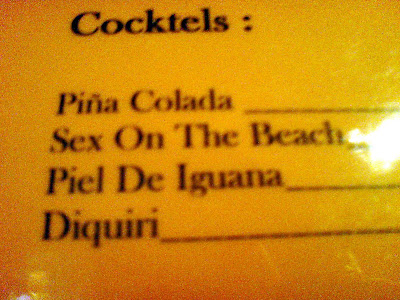 Cocktels :
Piña Colada
Sex On The Beach
Piel De Iguana
Diquiri